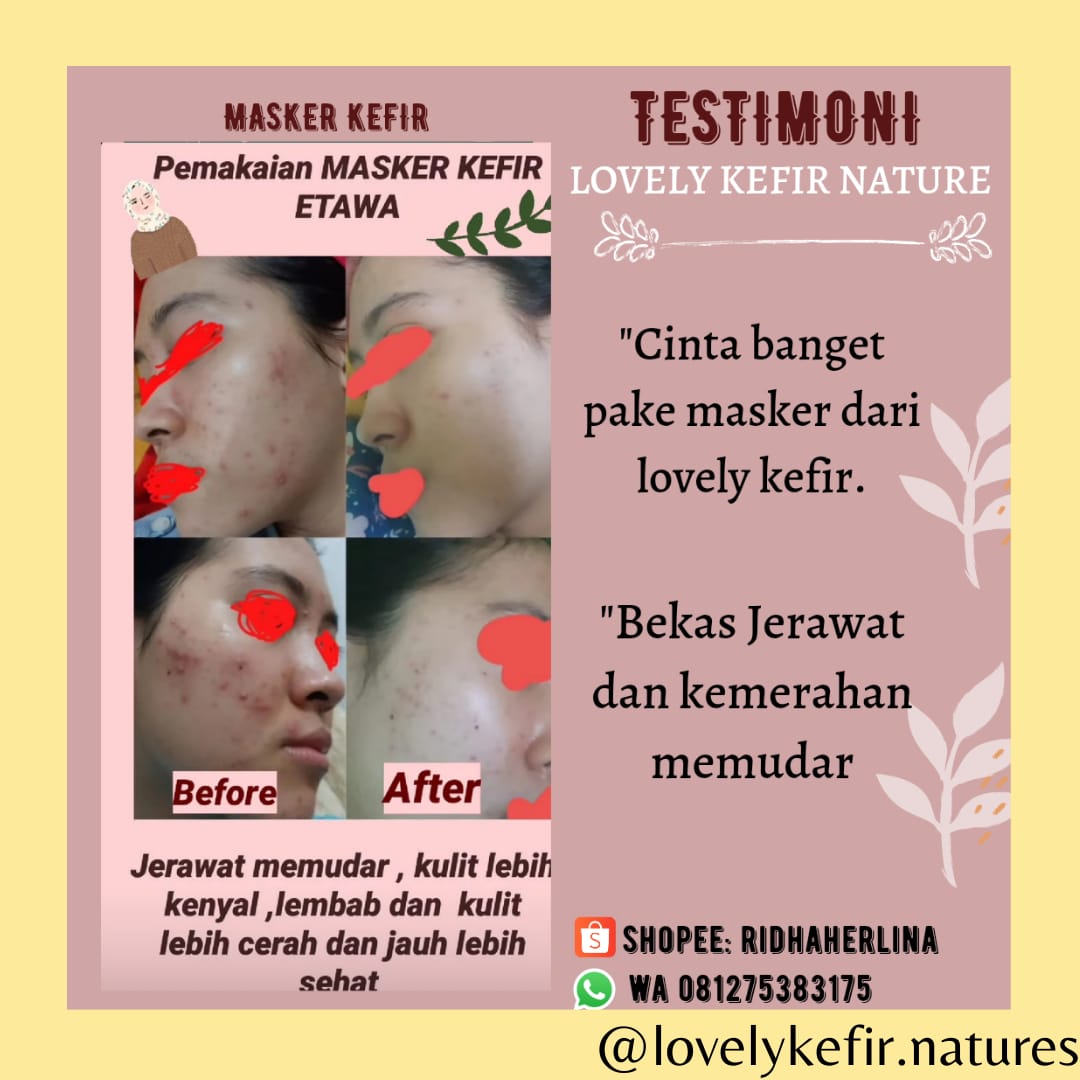 MASKER KEFIR
Pemakaian MASKER KEFIR
ETAWA
Before
After
Jerawat memudar , kulit lebih
kenyal ,lembab dan kulit
lebih cerah dan jauh lebih
sehat
TESTIMONI
LOVELY KEFIR NATURE
"Cinta banget
pake masker dari
lovely kefir.
"Bekas Jerawat
dan kemerahan
memudar
SHOPEE: RIDHAHERLINA
WA 081275383175
@lovelykefir.natures